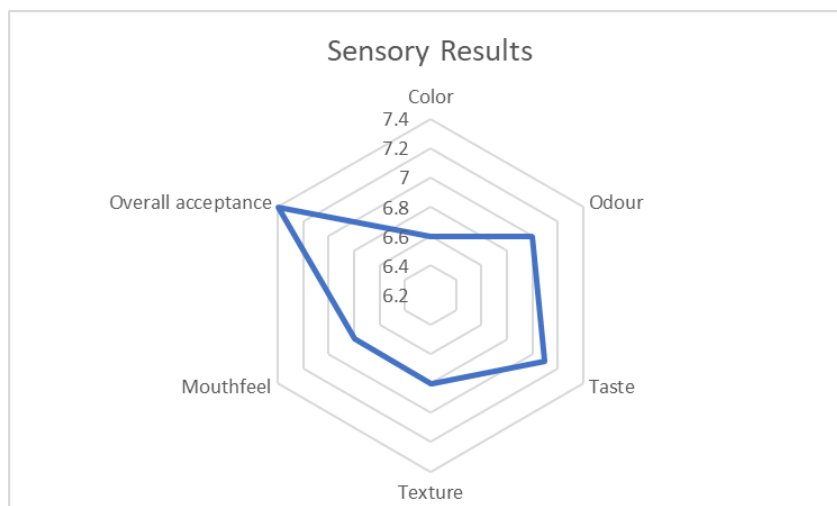 Sensory Results
Color
7.4
7.2
7
6.8
6.6
6.4
6.2
Overall acceptance
Odour
Mouthfeel
Taste
Texture